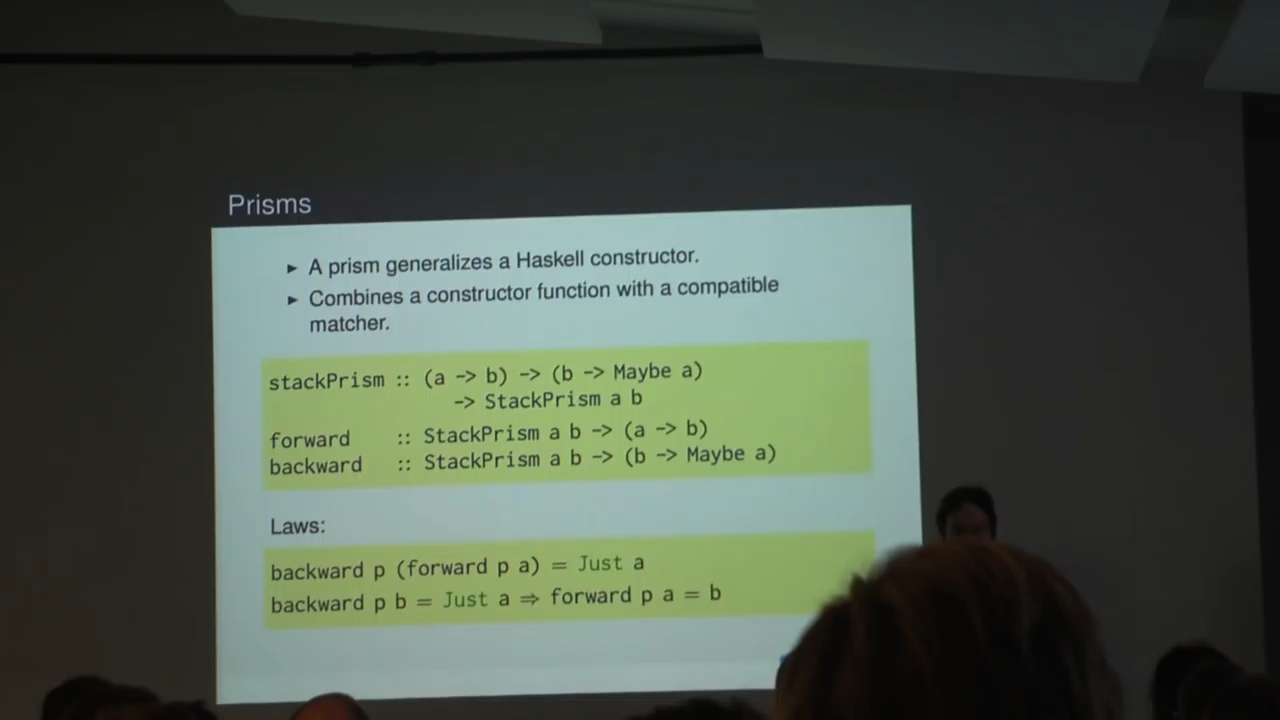 Prisms
► A prism generalizes a Haskell constructor.
► Combines a constructor function with a compatible
matcher.
stackPrism :: (a -> b) -> (b -> Maybe a)
-> StackPrism a b
forward :: StackPrism a b -> (a -> b)
backward :: StackPrism a b -> (b -> Maybe a)
Laws:
backward p (forward p a) = Just a
backward p b = Just a ⇒ forward p a = b